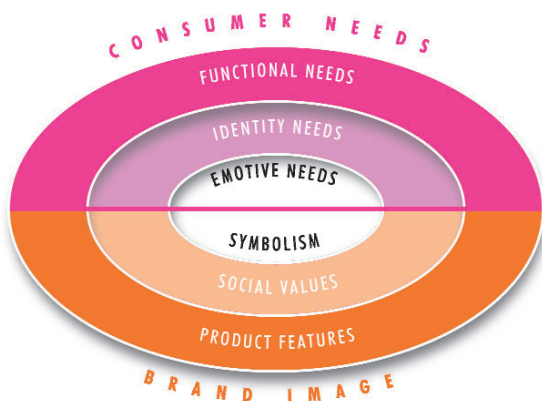 CONSUMER NEEDS
FUNCTIONAL NEEDS
IDENTITY NEEDS
EMOTIVE NEEDS
SYMBOLISM
SOCIAL VALUES
PRODUCT FEATURES
BRAND IMAGE